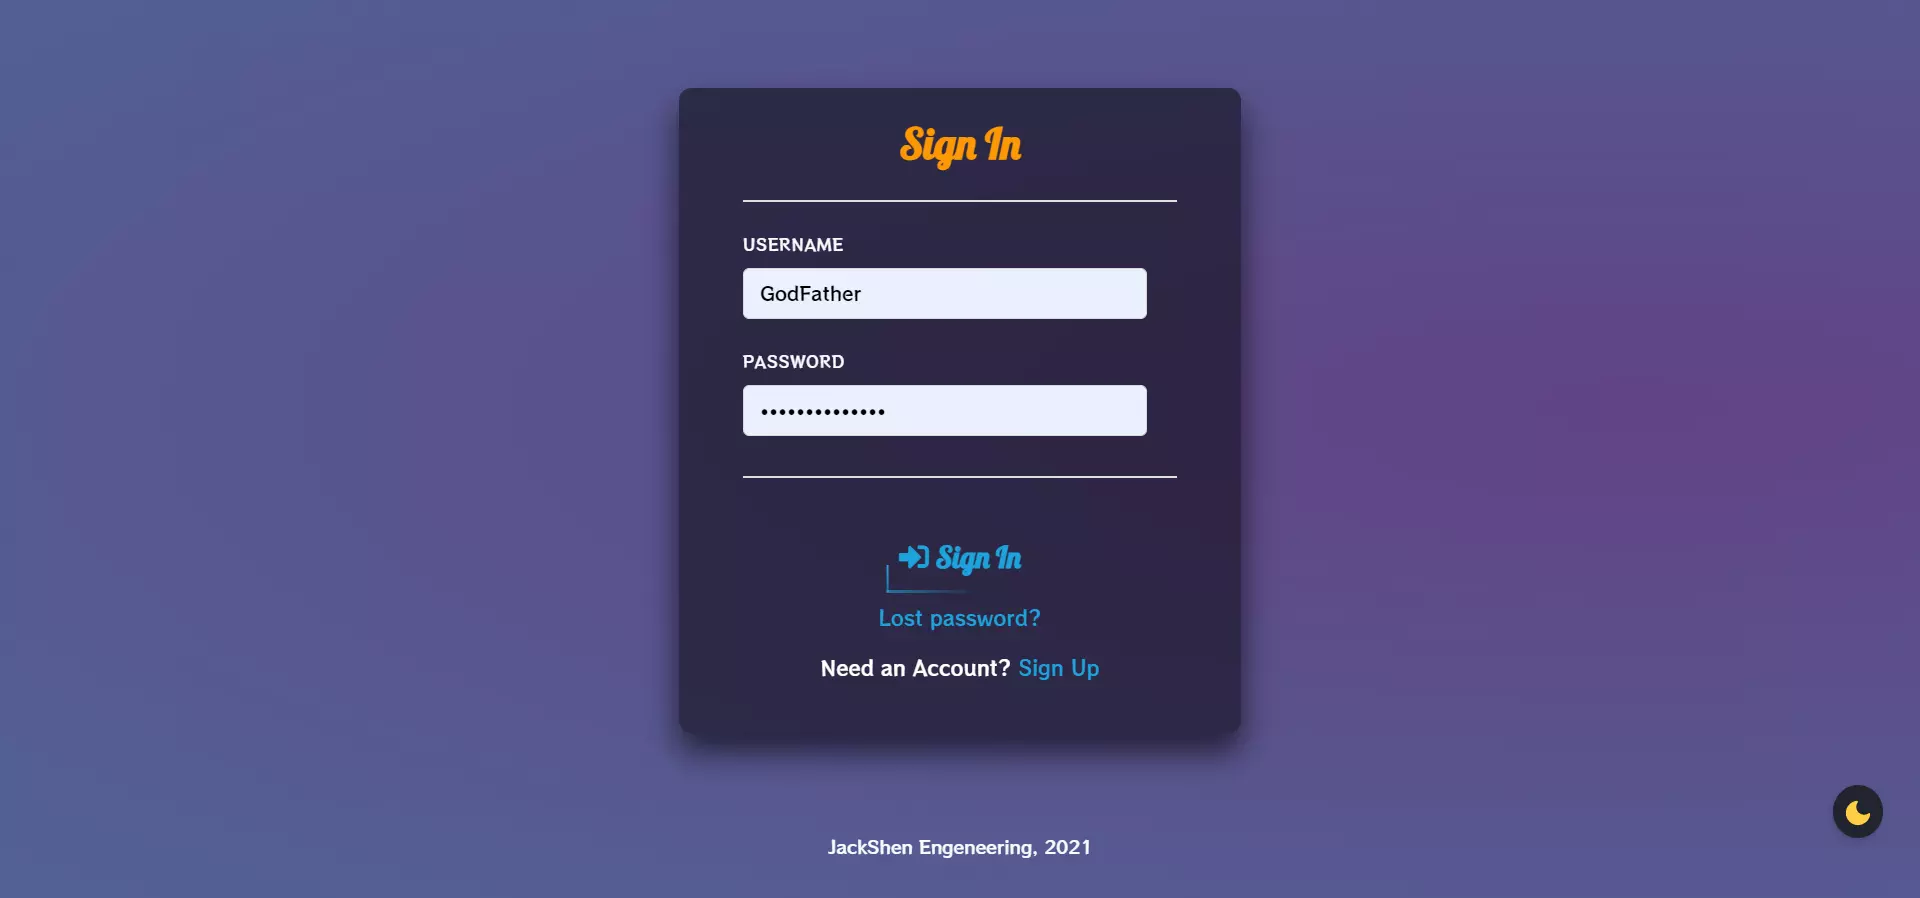 Sign In
USERNAME
GodFather
PASSWORD
••••••••••••••
Sign In
Lost password?
Need an Account? Sign Up
JackShen Engeneering, 2021